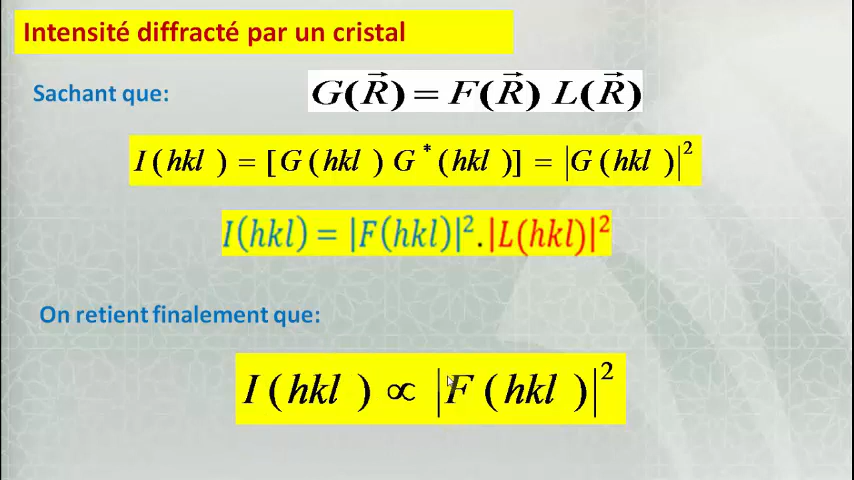 Intensité diffracté par un cristal
Sachant que: G(R⃗) = F(R⃗) L(R⃗)
I(hkl) = [G(hkl) G*(hkl)] = |G(hkl)|²
I(hkl) = |F(hkl)|².|L(hkl)|²
On retient finalement que:
I(hkl) ∝ |F(hkl)|²